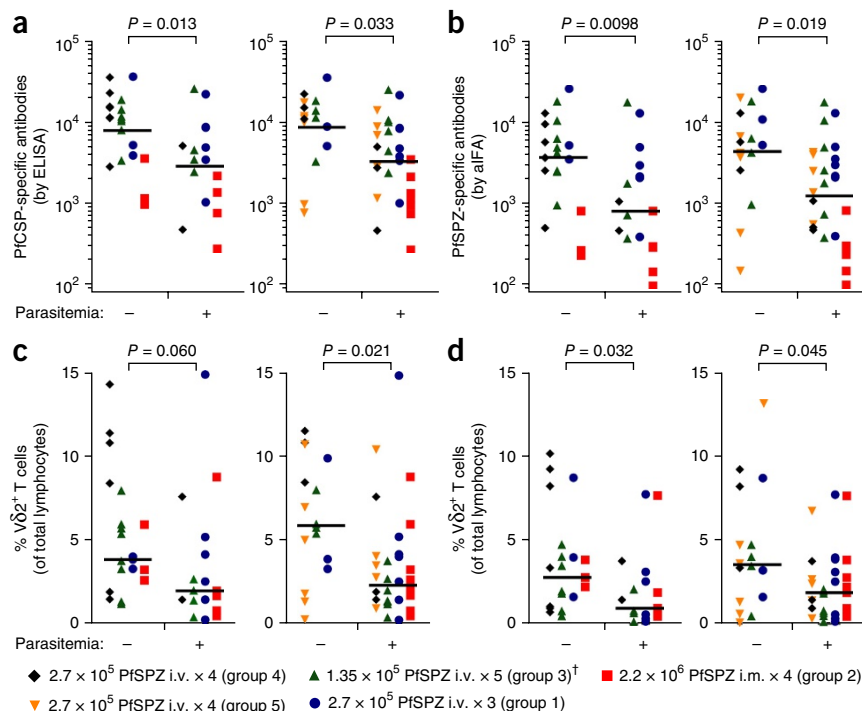 a
b
P = 0.013
P = 0.033
P = 0.0098
P = 0.019
PfCSP-specific antibodies
(by ELISA)
10⁵
10⁴
10³
10²
10⁵
10⁴
10³
10²
PfSPZ-specific antibodies
(by aIFA)
10⁵
10⁴
10³
10²
10⁵
10⁴
10³
10²
Parasitemia: – + – + – + – +
c
d
P = 0.060
P = 0.021
P = 0.032
P = 0.045
% Vδ2⁺ T cells
(of total lymphocytes)
15
10
5
0
15
10
5
0
% Vδ2⁺ T cells
(of total lymphocytes)
15
10
5
0
15
10
5
0
Parasitemia: – + – + – + – +
2.7 × 10⁵ PfSPZ i.v. × 4 (group 4) 1.35 × 10⁵ PfSPZ i.v. × 5 (group 3)† 2.2 × 10⁶ PfSPZ i.m. × 4 (group 2)
2.7 × 10⁵ PfSPZ i.v. × 4 (group 5) 2.7 × 10⁵ PfSPZ i.v. × 3 (group 1)